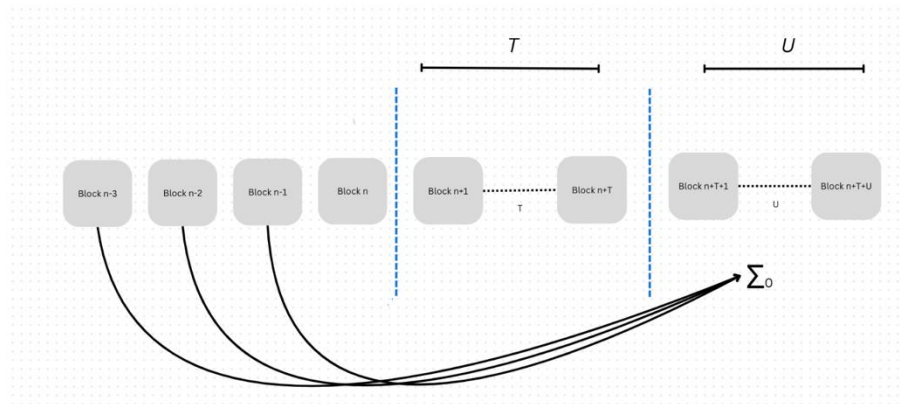 T
U
Block n-3
Block n-2
Block n-1
Block n
Block n+1
T
Block n+T
Block n+T+1
U
Block n+T+U
∑0